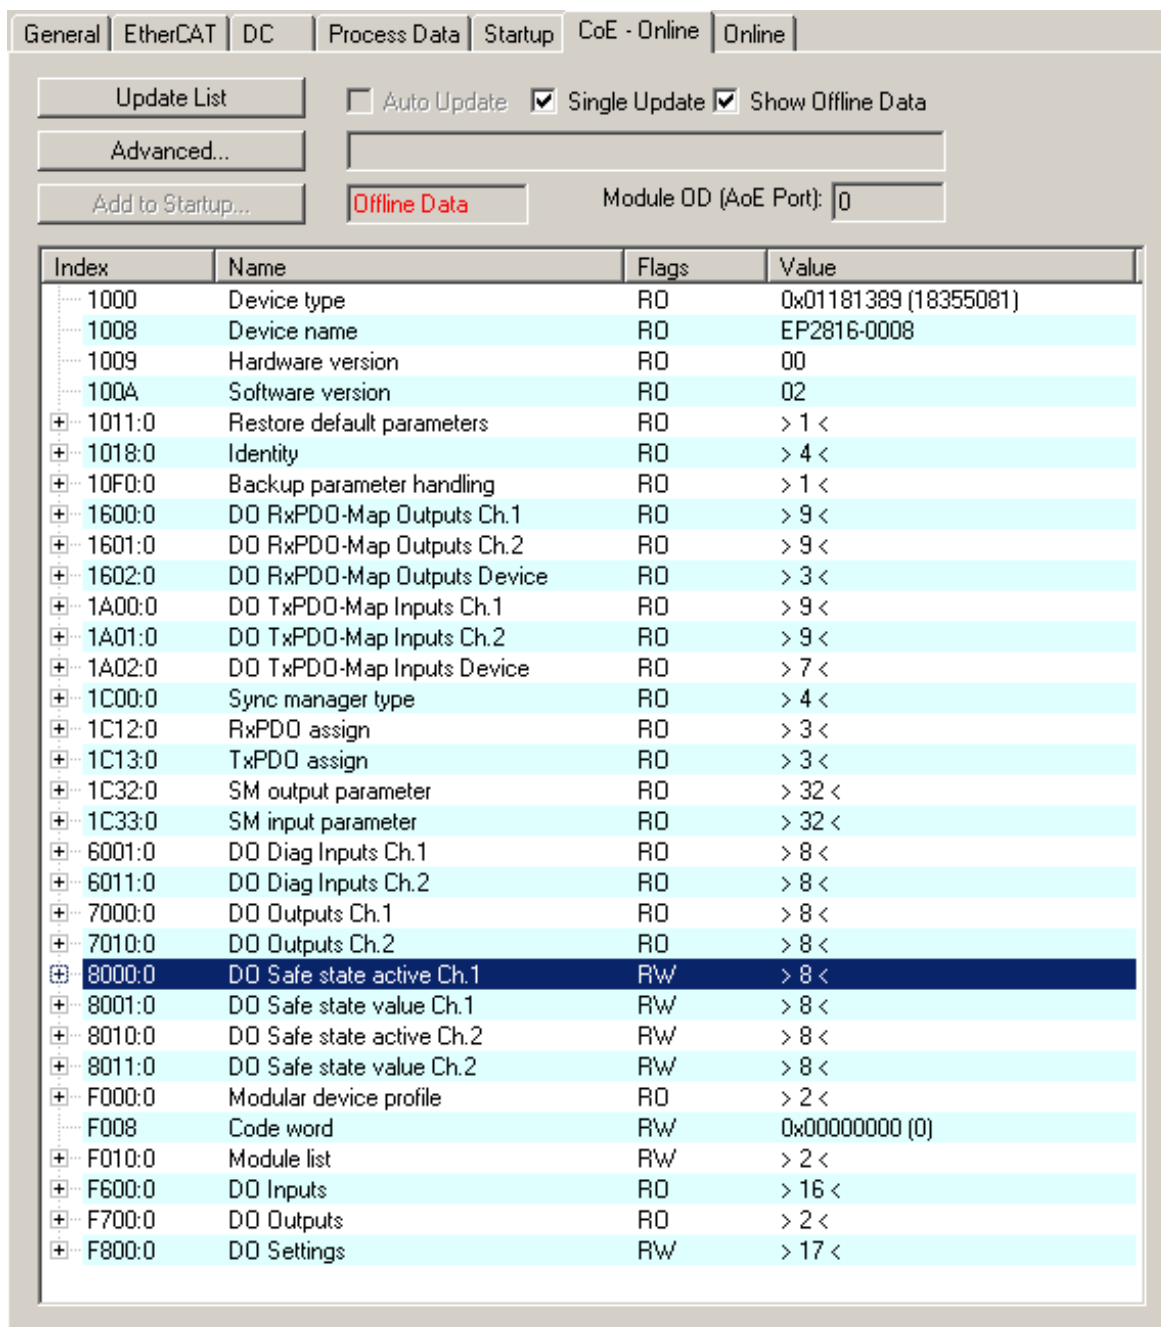 General EtherCAT DC Process Data Startup CoE - Online Online
Update List Auto Update Single Update Show Offline Data
Advanced...
Add to Startup... Offline Data Module OD (AoE Port): 0
Index Name Flags Value
1000 Device type RO 0x01181389 (18355081)
1008 Device name RO EP2816-0008
1009 Hardware version RO 00
100A Software version RO 02
1011:0 Restore default parameters RO > 1 <
1018:0 Identity RO > 4 <
10F0:0 Backup parameter handling RO > 1 <
1600:0 DO RxPDO-Map Outputs Ch.1 RO > 9 <
1601:0 DO RxPDO-Map Outputs Ch.2 RO > 9 <
1602:0 DO RxPDO-Map Outputs Device RO > 3 <
1A00:0 DO TxPDO-Map Inputs Ch.1 RO > 9 <
1A01:0 DO TxPDO-Map Inputs Ch.2 RO > 9 <
1A02:0 DO TxPDO-Map Inputs Device RO > 7 <
1C00:0 Sync manager type RO > 4 <
1C12:0 RxPDO assign RO > 3 <
1C13:0 TxPDO assign RO > 3 <
1C32:0 SM output parameter RO > 32 <
1C33:0 SM input parameter RO > 32 <
6001:0 DO Diag Inputs Ch.1 RO > 8 <
6011:0 DO Diag Inputs Ch.2 RO > 8 <
7000:0 DO Outputs Ch.1 RO > 8 <
7010:0 DO Outputs Ch.2 RO > 8 <
8000:0 DO Safe state active Ch.1 RW > 8 <
8001:0 DO Safe state value Ch.1 RW > 8 <
8010:0 DO Safe state active Ch.2 RW > 8 <
8011:0 DO Safe state value Ch.2 RW > 8 <
F000:0 Modular device profile RO > 2 <
F008 Code word RW 0x00000000 (0)
F010:0 Module list RW > 2 <
F600:0 DO Inputs RO > 16 <
F700:0 DO Outputs RO > 2 <
F800:0 DO Settings RW > 17 <